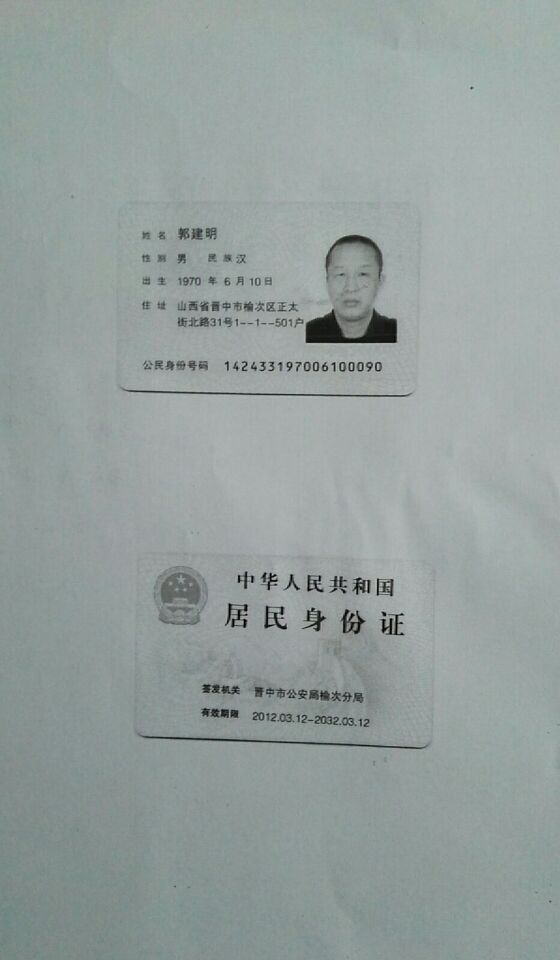 姓名 郭建明
性别 男 民族 汉
出生 1970 年 6 月 10 日
住址 山西省晋中市榆次区正太
街北路31号1--1--501户
公民身份号码 142433197006100090
中华人民共和国
居民身份证
签发机关 晋中市公安局榆次分局
有效期限 2012.03.12-2032.03.12